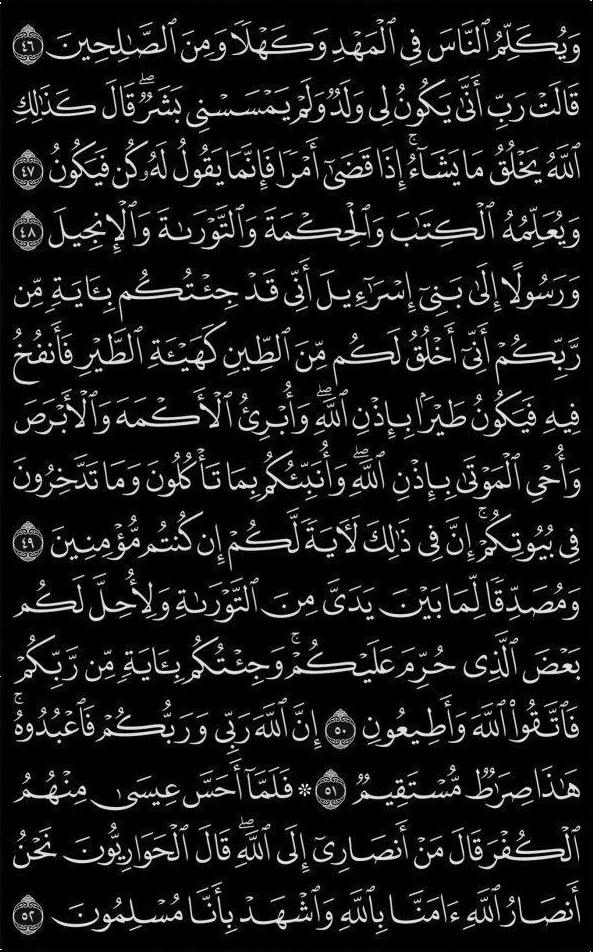 وَيُكَلِّمُ ٱلنَّاسَ فِي ٱلۡمَهۡدِ وَكَهۡلٗا وَمِنَ ٱلصَّٰلِحِينَ ٤٦
قَالَتۡ رَبِّ أَنَّىٰ يَكُونُ لِي وَلَدٞ وَلَمۡ يَمۡسَسۡنِي بَشَرٞۖ قَالَ كَذَٰلِكِ
ٱللَّهُ يَخۡلُقُ مَا يَشَآءُۚ إِذَا قَضَىٰٓ أَمۡرٗا فَإِنَّمَا يَقُولُ لَهُۥ كُن فَيَكُونُ ٤٧
وَيُعَلِّمُهُ ٱلۡكِتَٰبَ وَٱلۡحِكۡمَةَ وَٱلتَّوۡرَىٰةَ وَٱلۡإِنجِيلَ ٤٨
وَرَسُولًا إِلَىٰ بَنِيٓ إِسۡرَٰٓءِيلَ أَنِّي قَدۡ جِئۡتُكُم بِـَٔايَةٖ مِّن
رَّبِّكُمۡ أَنِّيٓ أَخۡلُقُ لَكُم مِّنَ ٱلطِّينِ كَهَيۡـَٔةِ ٱلطَّيۡرِ فَأَنفُخُ
فِيهِ فَيَكُونُ طَيۡرَۢا بِإِذۡنِ ٱللَّهِۖ وَأُبۡرِئُ ٱلۡأَكۡمَهَ وَٱلۡأَبۡرَصَ
وَأُحۡيِ ٱلۡمَوۡتَىٰ بِإِذۡنِ ٱللَّهِۖ وَأُنَبِّئُكُم بِمَا تَأۡكُلُونَ وَمَا تَدَّخِرُونَ
فِي بُيُوتِكُمۡۚ إِنَّ فِي ذَٰلِكَ لَأٓيَةٗ لَّكُمۡ إِن كُنتُم مُّؤۡمِنِينَ ٤٩
وَمُصَدِّقٗا لِّمَا بَيۡنَ يَدَيَّ مِنَ ٱلتَّوۡرَىٰةِ وَلِأُحِلَّ لَكُم
بَعۡضَ ٱلَّذِي حُرِّمَ عَلَيۡكُمۡۚ وَجِئۡتُكُم بِـَٔايَةٖ مِّن رَّبِّكُمۡ
فَٱتَّقُواْ ٱللَّهَ وَأَطِيعُونِ ٥٠ إِنَّ ٱللَّهَ رَبِّي وَرَبُّكُمۡ فَٱعۡبُدُوهُۚ
هَٰذَا صِرَٰطٞ مُّسۡتَقِيمٞ ٥١ ۞ فَلَمَّآ أَحَسَّ عِيسَىٰ مِنۡهُمُ
ٱلۡكُفۡرَ قَالَ مَنۡ أَنصَارِيٓ إِلَى ٱللَّهِۖ قَالَ ٱلۡحَوَارِيُّونَ نَحۡنُ
أَنصَارُ ٱللَّهِ ءَامَنَّا بِٱللَّهِ وَٱشۡهَدۡ بِأَنَّا مُسۡلِمُونَ ٥٢